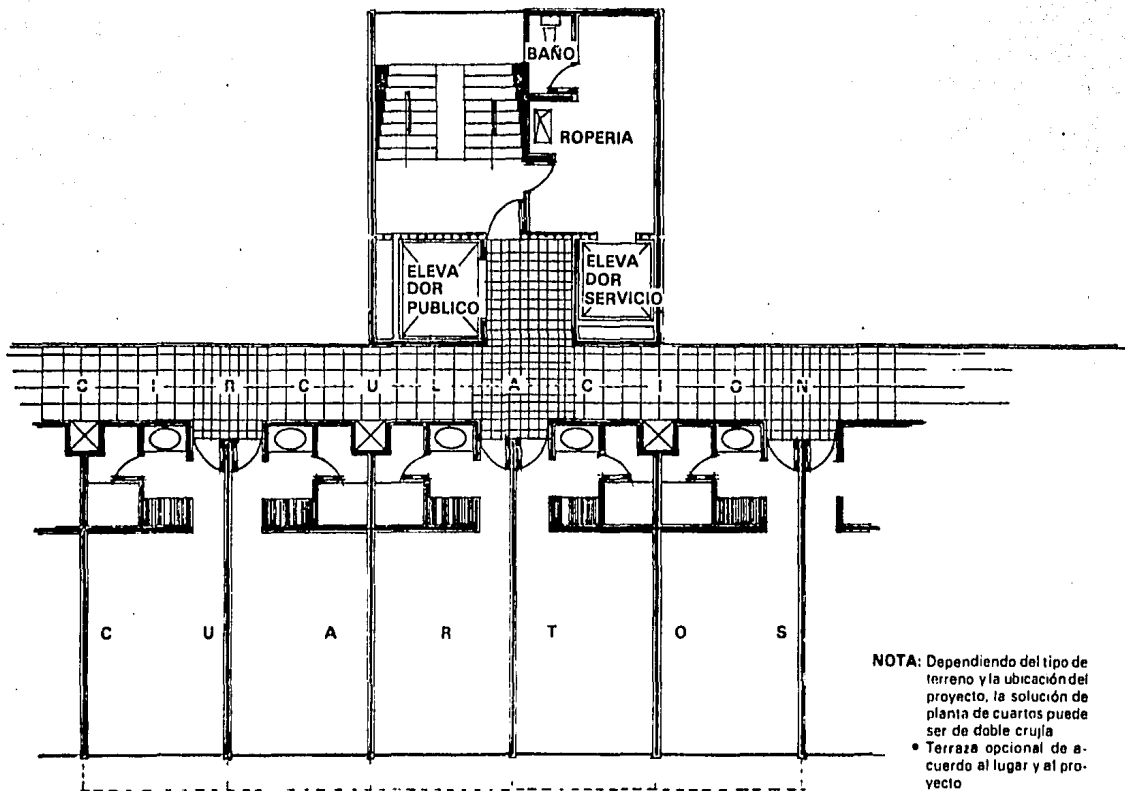 BAÑO
ROPERIA
ELEVA
DOR
PUBLICO
ELEVA
DOR
SERVICIO
CIRCULACION
CUARTOS
NOTA: Dependiendo del tipo de
terreno y la ubicación del
proyecto, la solución de
planta de cuartos puede
ser de doble crujía
• Terraza opcional de a-
cuerdo al lugar y al pro-
yecto